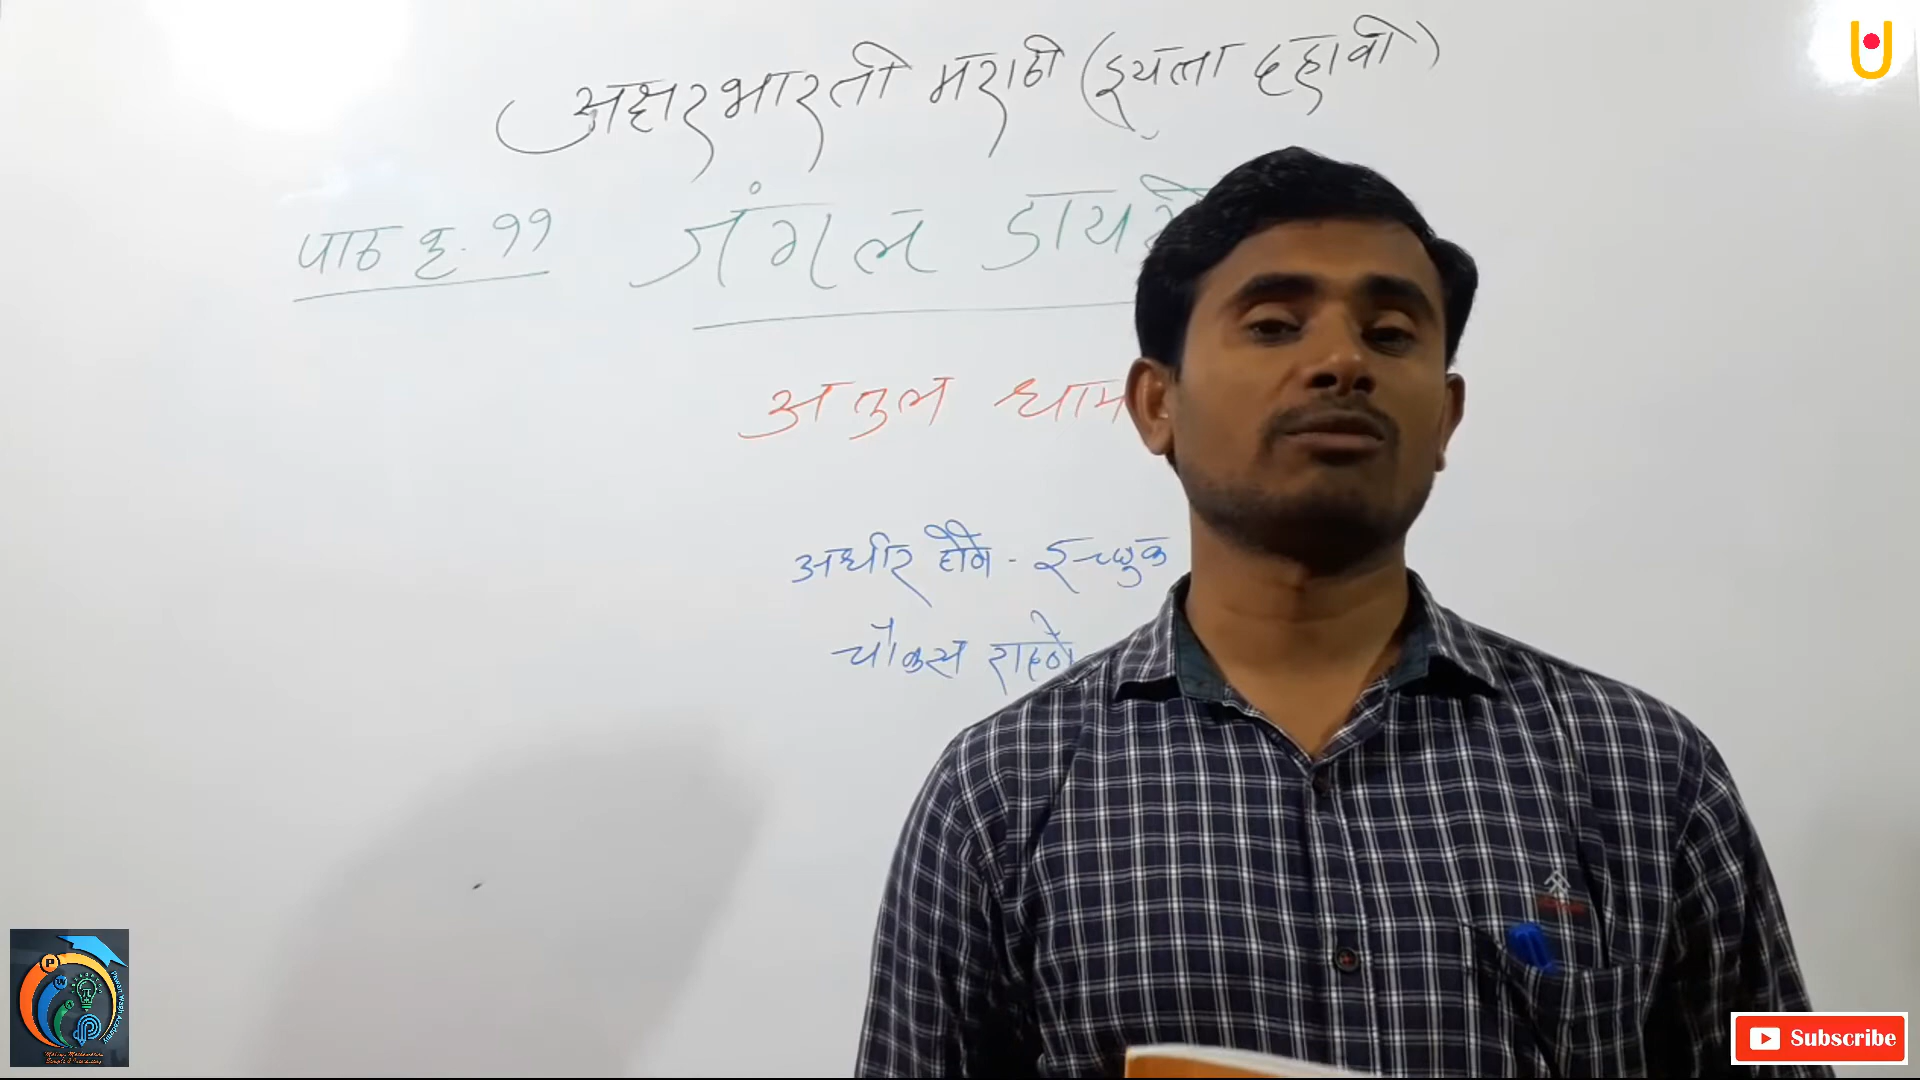 अक्षरभारती मराठी (इयत्ता दहावी)
पाठ क्र. ११ जंगल डायरी
अतुल धाम
अधीर होणे - इच्छुक
चौकस राहणे
Subscribe